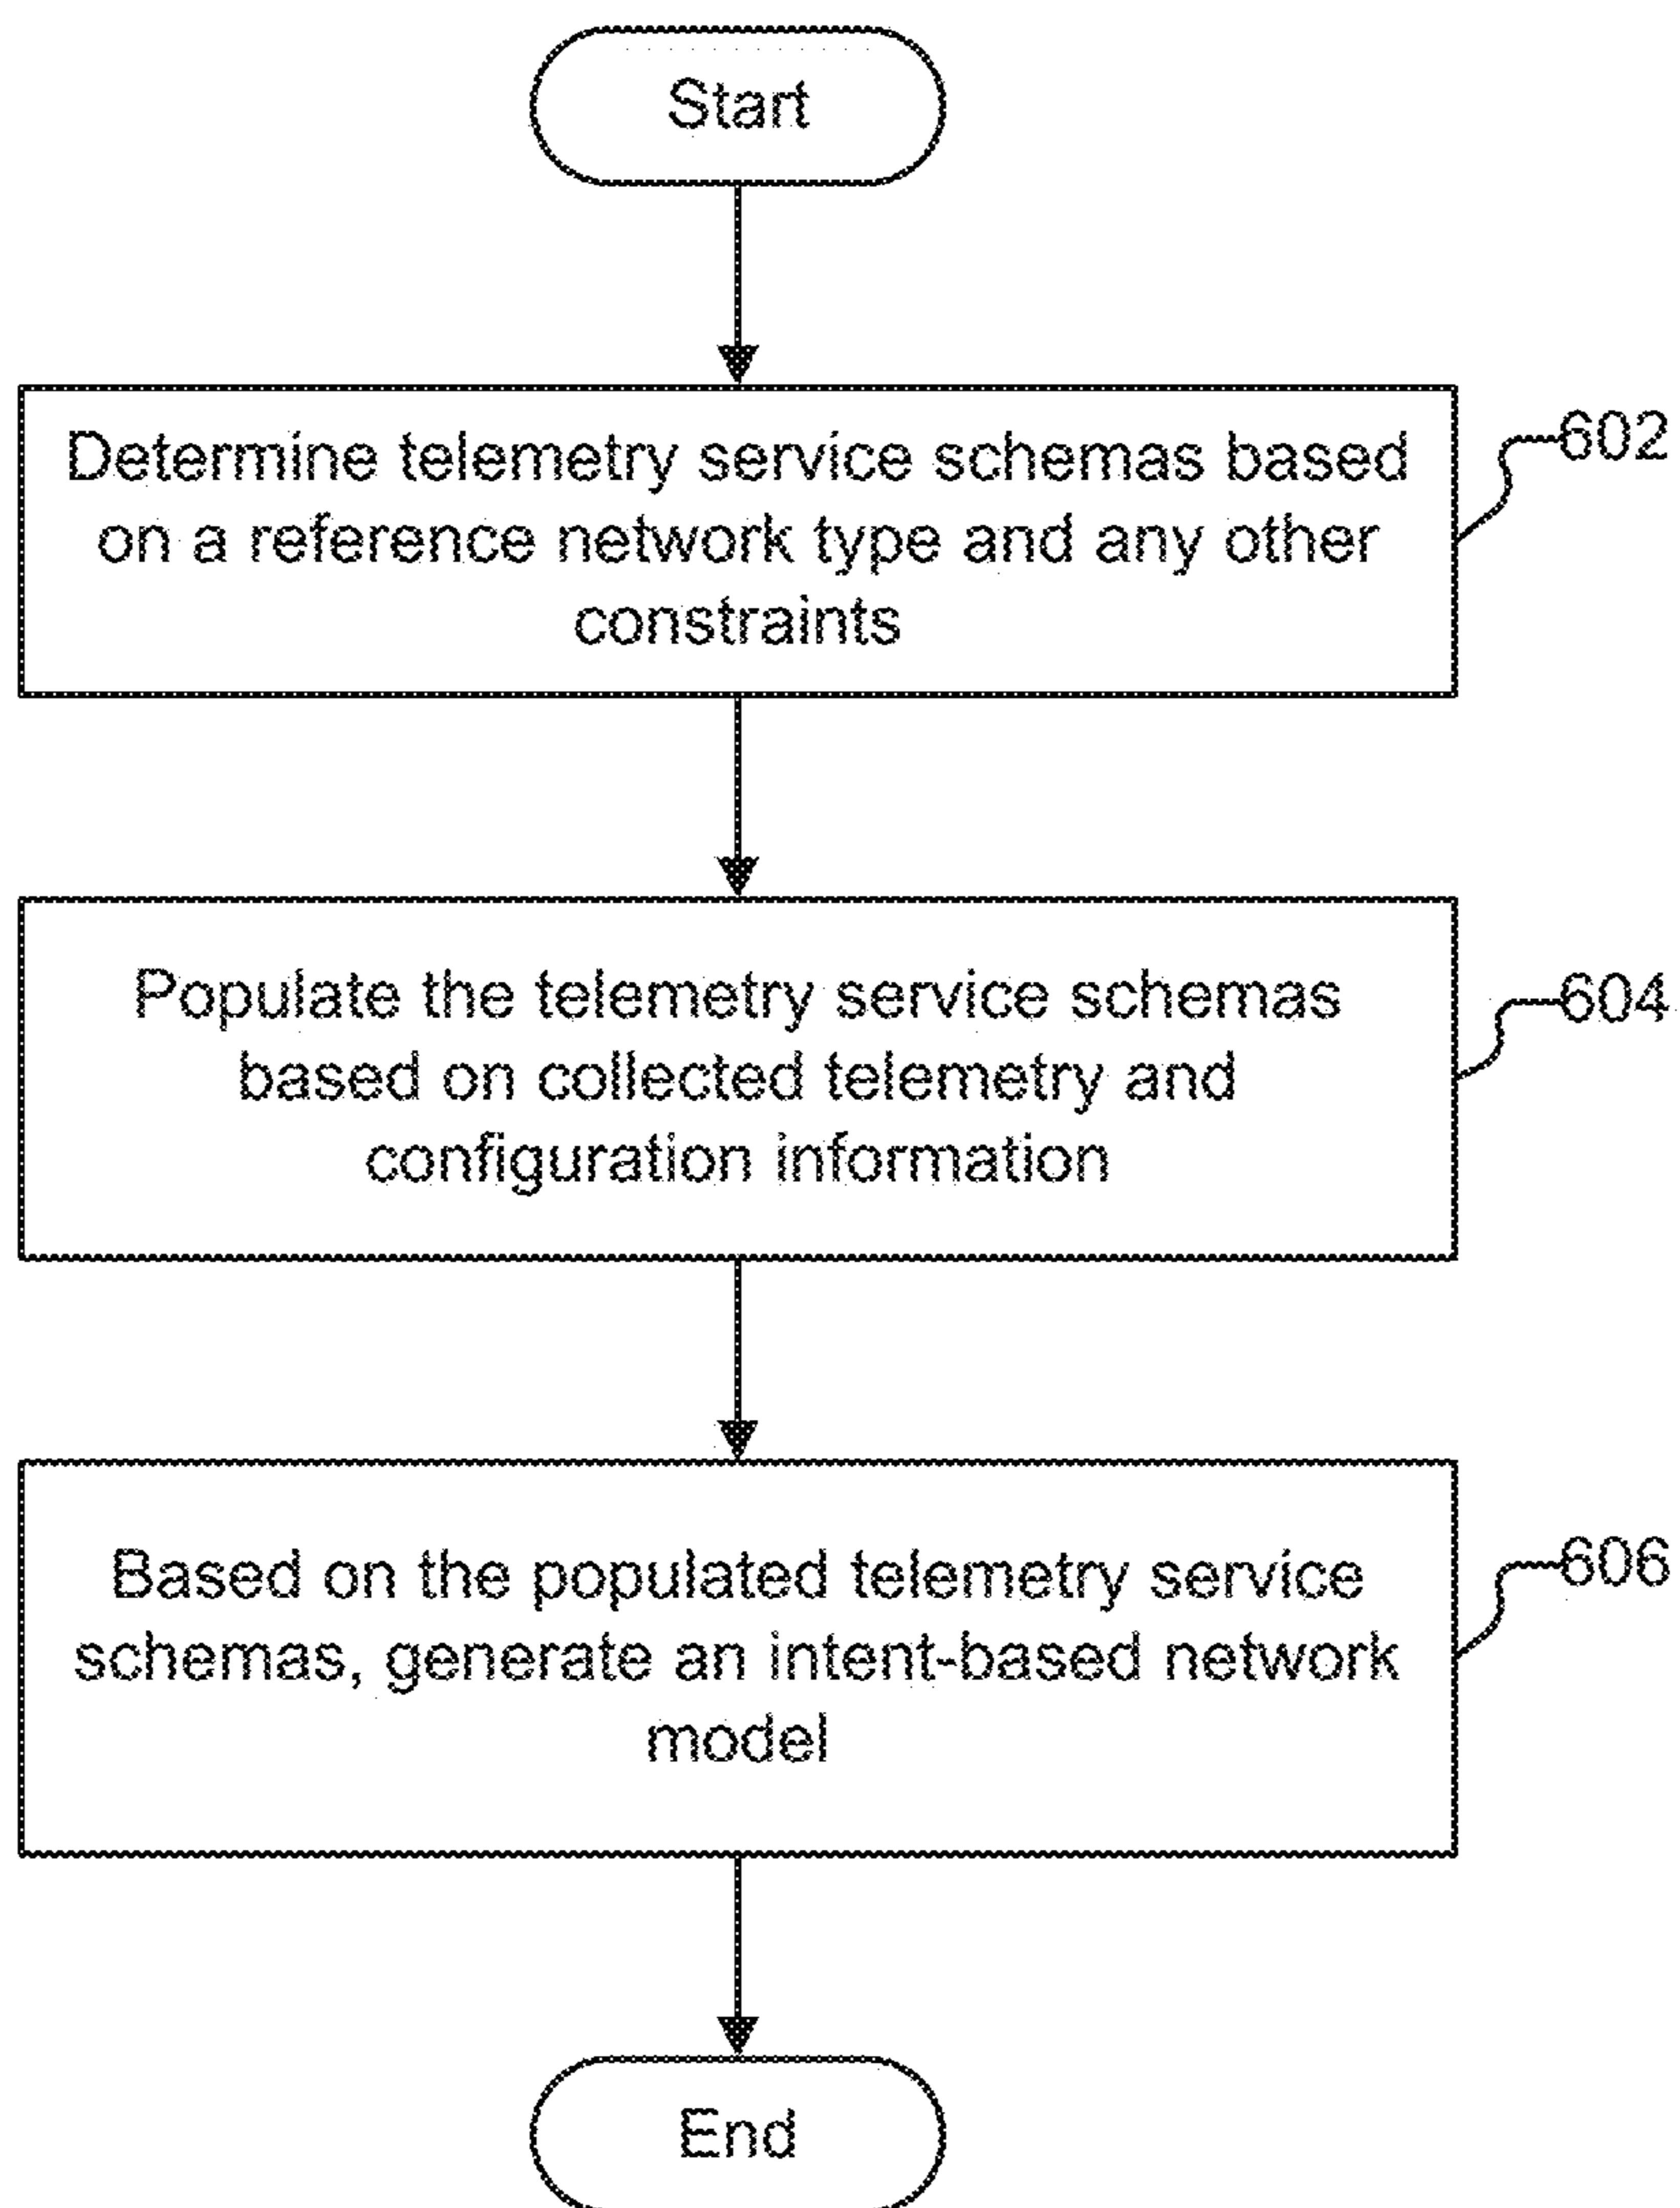 Start
Determine telemetry service schemas based
on a reference network type and any other
constraints
602
Populate the telemetry service schemas
based on collected telemetry and
configuration information
604
Based on the populated telemetry service
schemas, generate an intent-based network
model
606
End